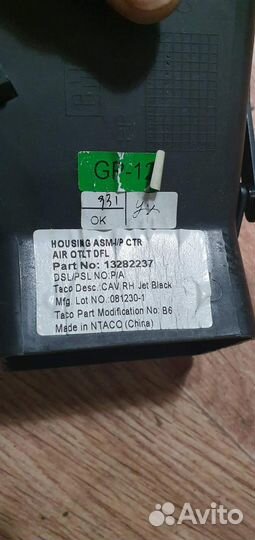 GP-12
931
OK
HOUSING ASM-I/P CTR
AIR OTLT DFL
Part No: 13282237
DSL/PSL NO:P/A
Taco Desc.:CAV,RH Jet Black
Mfg. Lot NO.:081230-1
Taco Part Modification No: B6
Made in NTACO (China)
Avito